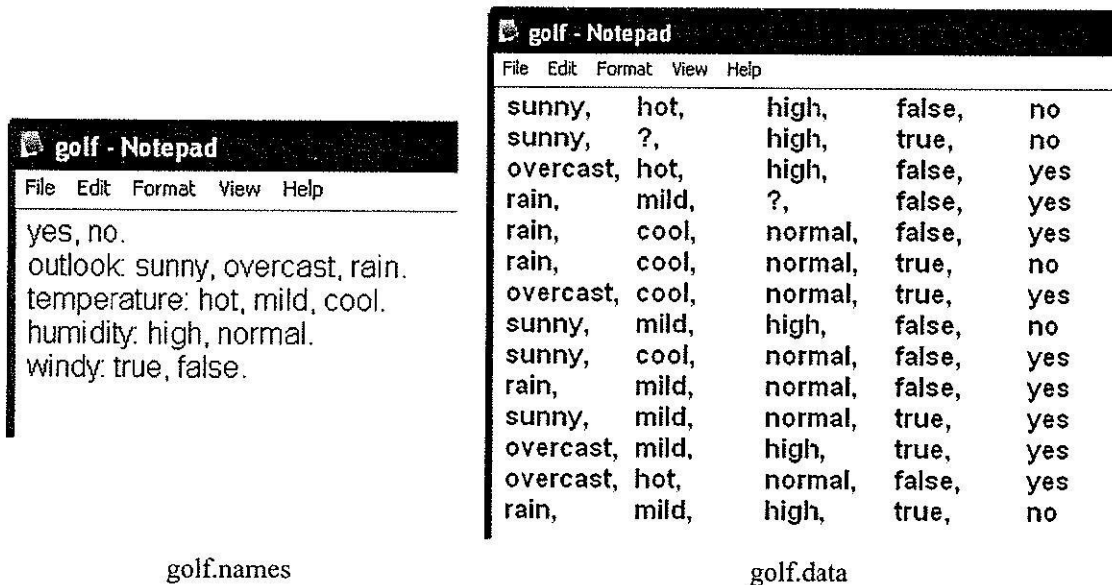 golf - Notepad
File Edit Format View Help
yes, no.
outlook: sunny, overcast, rain.
temperature: hot, mild, cool.
humidity: high, normal.
windy: true, false.
golf.names
golf - Notepad
File Edit Format View Help
sunny, hot, high, false, no
sunny, ?, high, true, no
overcast, hot, high, false, yes
rain, mild, ?, false, yes
rain, cool, normal, false, yes
rain, cool, normal, true, no
overcast, cool, normal, true, yes
sunny, mild, high, false, no
sunny, cool, normal, false, yes
rain, mild, normal, false, yes
sunny, mild, normal, true, yes
overcast, mild, high, true, yes
overcast, hot, normal, false, yes
rain, mild, high, true, no
golf.data